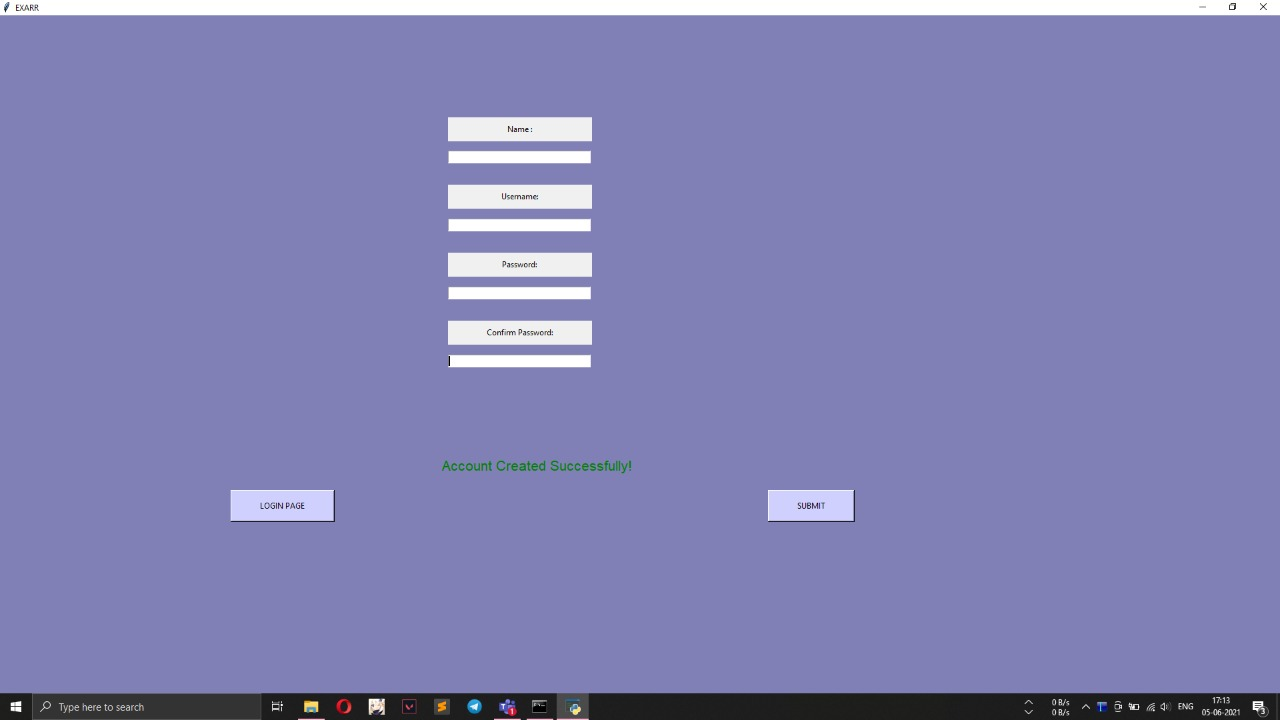 EXARR
Name :
Username:
Password:
Confirm Password:
Account Created Successfully!
LOGIN PAGE
SUBMIT
Type here to search
1
0 B/s
0 B/s
ENG
17:13
05-06-2021